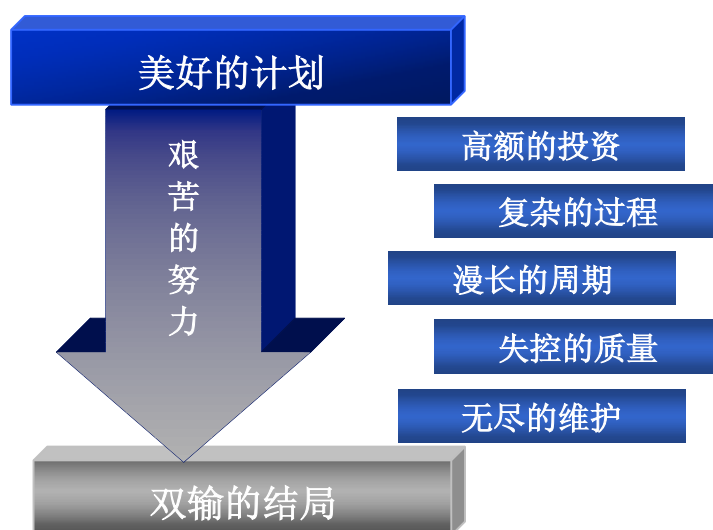 美好的计划
艰苦的努力
高额的投资
复杂的过程
漫长的周期
失控的质量
无尽的维护
双输的结局